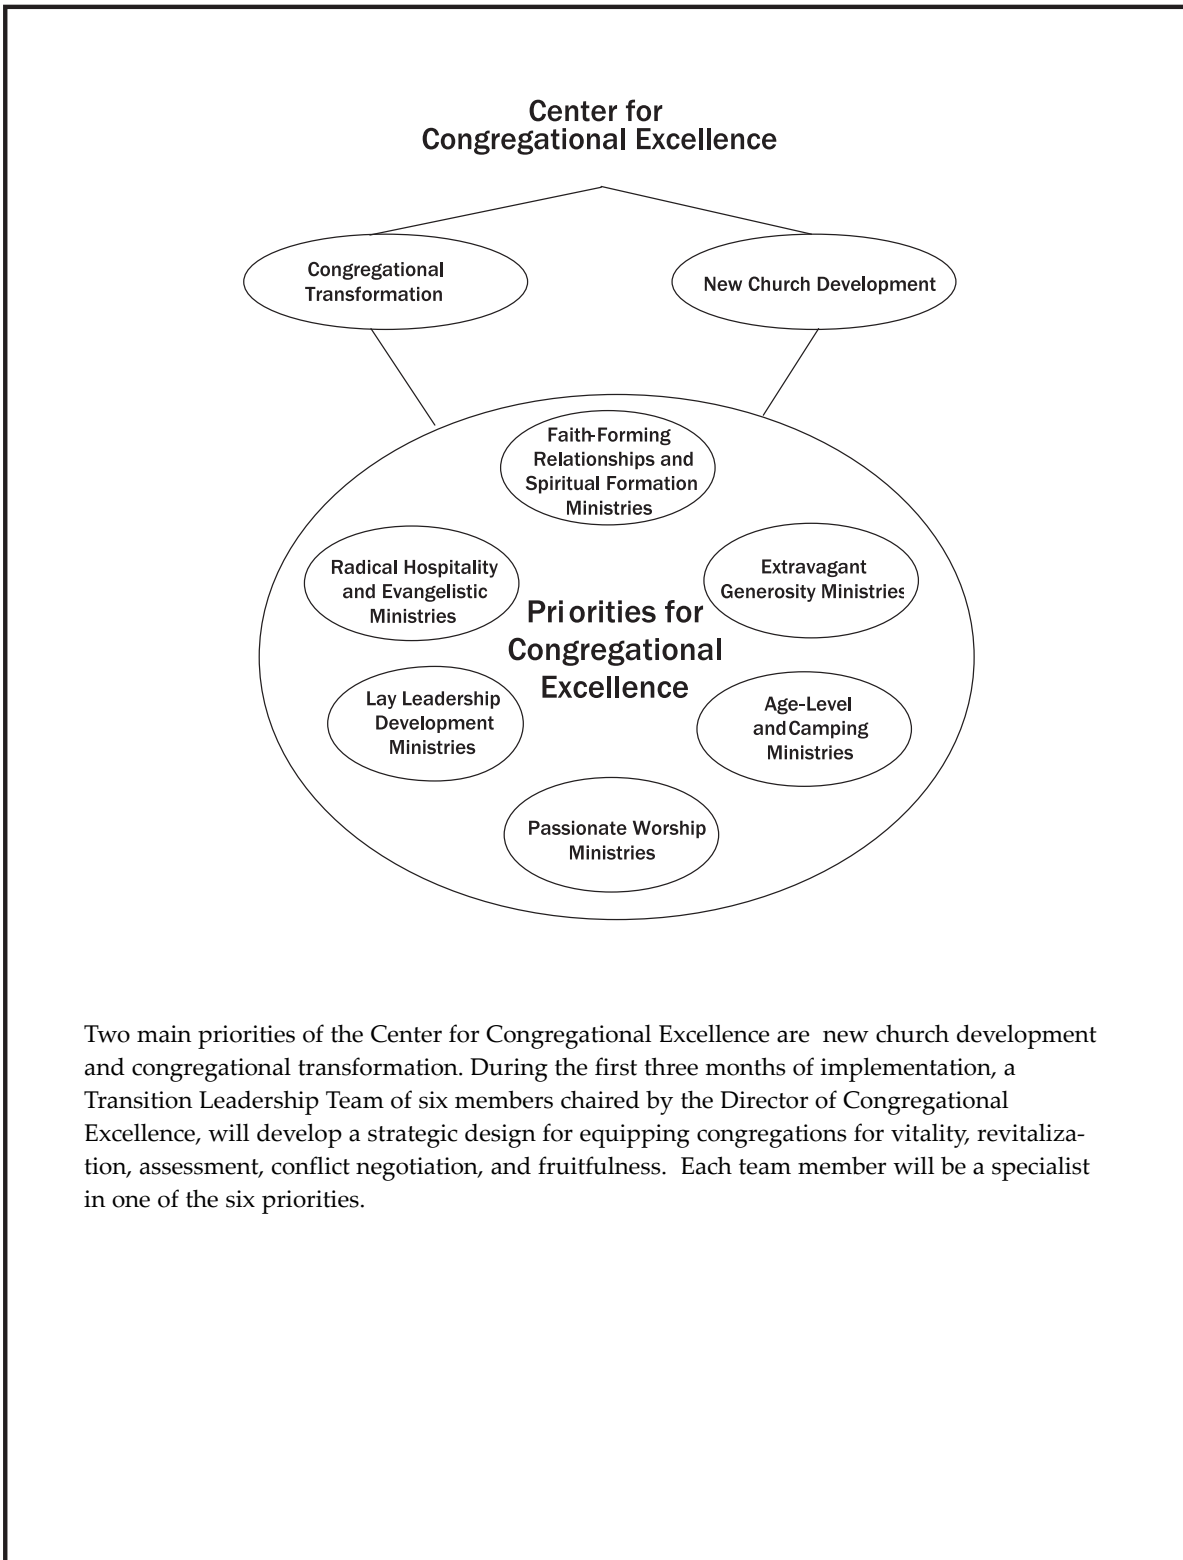 Center for
Congregational Excellence
Congregational
Transformation
New Church Development
Faith-Forming
Relationships and
Spiritual Formation
Ministries
Radical Hospitality
and Evangelistic
Ministries
Extravagant
Generosity Ministries
Priorities for
Congregational
Excellence
Lay Leadership
Development
Ministries
Age-Level
and Camping
Ministries
Passionate Worship
Ministries
Two main priorities of the Center for Congregational Excellence are new church development
and congregational transformation. During the first three months of implementation, a
Transition Leadership Team of six members chaired by the Director of Congregational
Excellence, will develop a strategic design for equipping congregations for vitality, revitaliza-
tion, assessment, conflict negotiation, and fruitfulness. Each team member will be a specialist
in one of the six priorities.